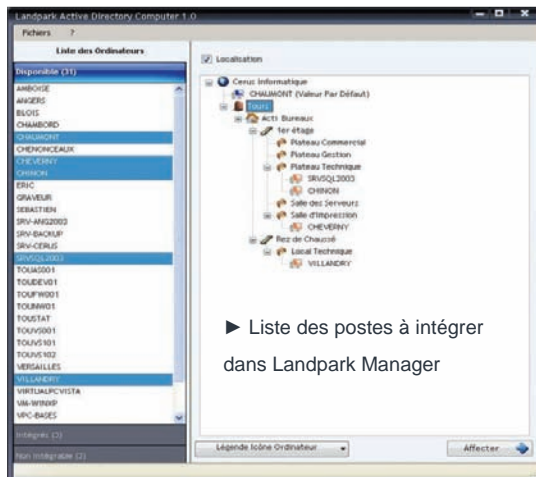 Landpark Active Directory Computer 1.0
Fichiers ?
Liste des Ordinateurs
Disponible (31)
AMBOISE
ANGERS
BLOIS
CHAMBORD
CHAUMONT
CHENONCEAUX
CHEVERNY
CHINON
ERIC
GRAVEUR
SEBASTIEN
SRV-ANG2003
SRV-BACKUP
SRV-CERUS
SRVSQL2003
TOUAS001
TOUDEV01
TOUFW001
TOUNW01
TOUSTAT
TOUVS001
TOUVS101
TOUVS102
VERSAILLES
VILLANDRY
VIRTUALPCVISTA
VM-WINXP
VPC-BASES
Intégrés (3)
Non Intégrable (2)
Localisation
Cerus Informatique
CHAUMONT (Valeur Par Défaut)
Tours
Acti Bureaux
1er étage
Plateau Commercial
Plateau Gestion
Plateau Technique
SRVSQL2003
CHINON
Salle des Serveurs
Salle d'Impression
CHEVERNY
Rez de Chaussé
Local Technique
VILLANDRY
► Liste des postes à intégrer
dans Landpark Manager
Légende Icône Ordinateur
Affecter